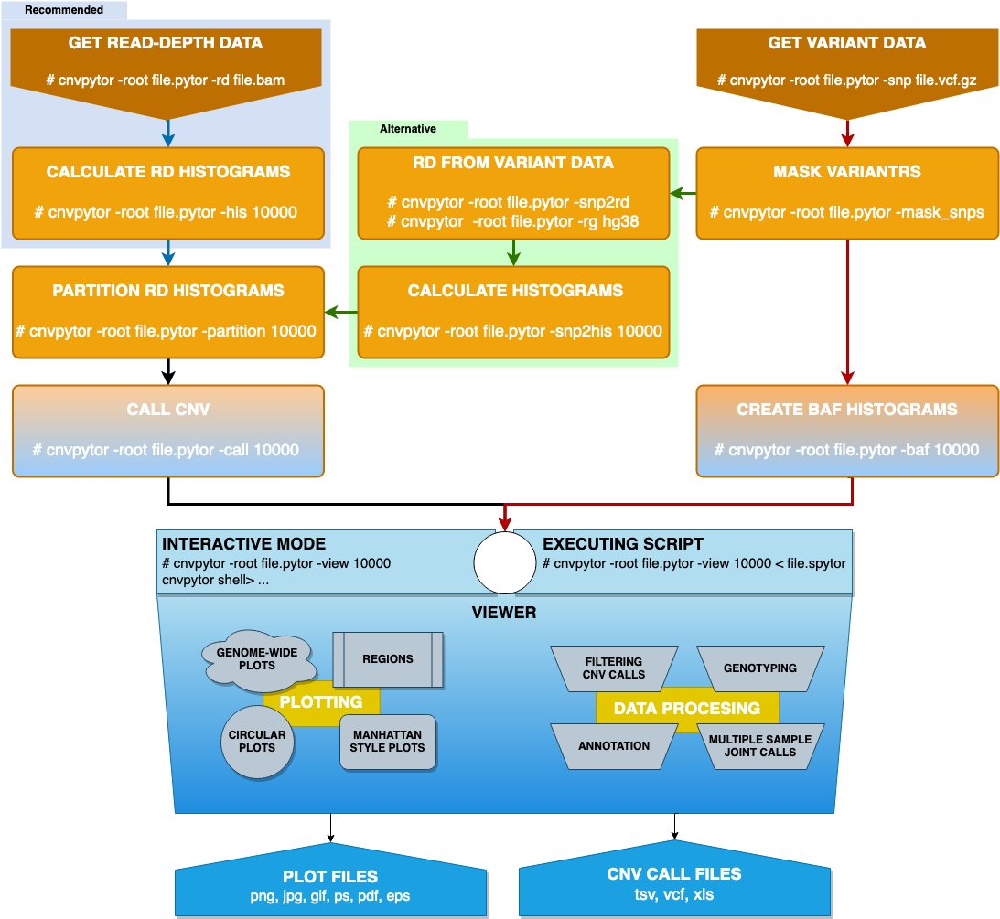 Recommended
GET READ-DEPTH DATA
# cnvpytor -root file.pytor -rd file.bam
GET VARIANT DATA
# cnvpytor -root file.pytor -snp file.vcf.gz
Alternative
CALCULATE RD HISTOGRAMS
# cnvpytor -root file.pytor -his 10000
RD FROM VARIANT DATA
# cnvpytor -root file.pytor -snp2rd
# cnvpytor -root file.pytor -rg hg38
MASK VARIANTRS
# cnvpytor -root file.pytor -mask_snps
PARTITION RD HISTOGRAMS
# cnvpytor -root file.pytor -partition 10000
CALCULATE HISTOGRAMS
# cnvpytor -root file.pytor -snp2his 10000
CALL CNV
# cnvpytor -root file.pytor -call 10000
CREATE BAF HISTOGRAMS
# cnvpytor -root file.pytor -baf 10000
INTERACTIVE MODE
# cnvpytor -root file.pytor -view 10000
cnvpytor shell> ...
EXECUTING SCRIPT
# cnvpytor -root file.pytor -view 10000 < file.spytor
VIEWER
GENOME-WIDE
PLOTS
REGIONS
PLOTTING
CIRCULAR
PLOTS
MANHATTAN
STYLE PLOTS
FILTERING
CNV CALLS
GENOTYPING
DATA PROCESING
ANNOTATION
MULTIPLE SAMPLE
JOINT CALLS
PLOT FILES
png, jpg, gif, ps, pdf, eps
CNV CALL FILES
tsv, vcf, xls